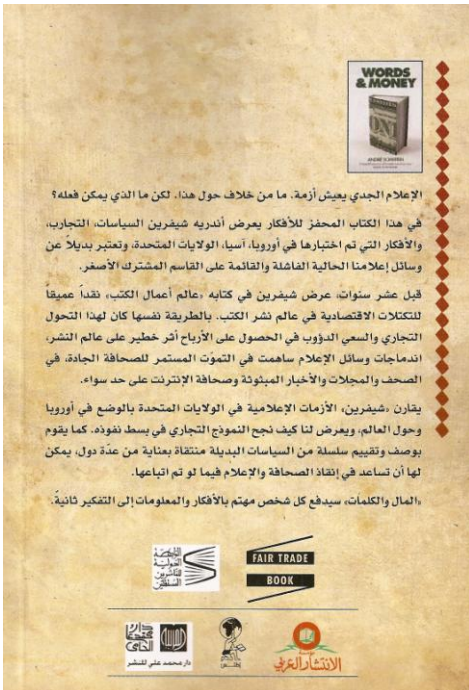 WORDS
& MONEY
ANDRÉ SCHIFFRIN
الإعلام الجدي يعيش أزمة، ما من خلاف حول هذا. لكن ما الذي يمكن فعله؟
في هذا الكتاب المحفز للأفكار يعرض أندريه شيفرين السياسات، التجارب،
والأفكار التي تم اختبارها في أوروبا، آسيا، الولايات المتحدة، وتعتبر بديلاً عن
وسائل إعلامنا الحالية الفاشلة والقائمة على القاسم المشترك الأصغر.
قبل عشر سنوات، عرض شيفرين في كتابه «عالم أعمال الكتب» نقداً عميقاً
للتكتلات الاقتصادية في عالم نشر الكتب. بالطريقة نفسها كان لهذا التحول
التجاري والسعي الدؤوب في الحصول على الأرباح أثر خطير على عالم النشر،
اندماجات وسائل الإعلام ساهمت في التموّت المستمر للصحافة الجادة، في
الصحف والمجلات والأخبار المبثوثة وصحافة الإنترنت على حد سواء.
يقارن «شيفرين» الأزمات الإعلامية في الولايات المتحدة بالوضع في أوروبا
وحول العالم، ويعرض لنا كيف نجح النموذج التجاري في بسط نفوذه. كما يقوم
بوصف وتقييم سلسلة من السياسات البديلة منتقاة بعناية من عدّة دول، يمكن
لها أن تساعد في إنقاذ الصحافة والإعلام فيما لو تم اتباعها.
«المال والكلمات» سيدفع كل شخص مهتم بالأفكار والمعلومات إلى التفكير ثانيةً.
FAIR TRADE
BOOK
دار محمد علي للنشر
الانتشار العربي